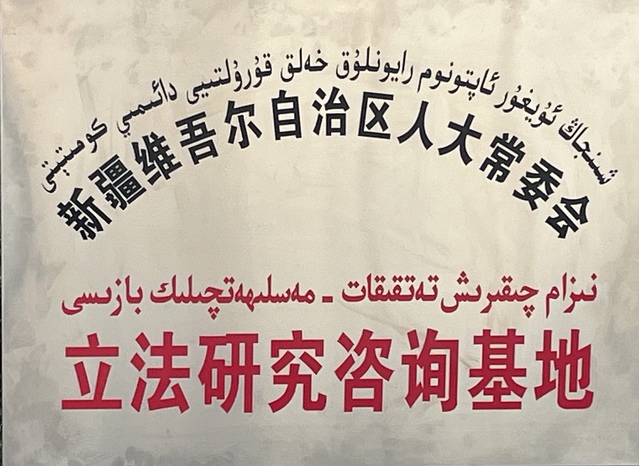 شىنجاڭ ئۇيغۇر ئاپتونوم رايونلۇق خەلق قۇرۇلتىيى دائىمىي كومىتېتى
新疆维吾尔自治区人大常委会
نىزام چىقىرىش تەتقىقات ـ مەسلىھەتچىلىك بازىسى
立法研究咨询基地